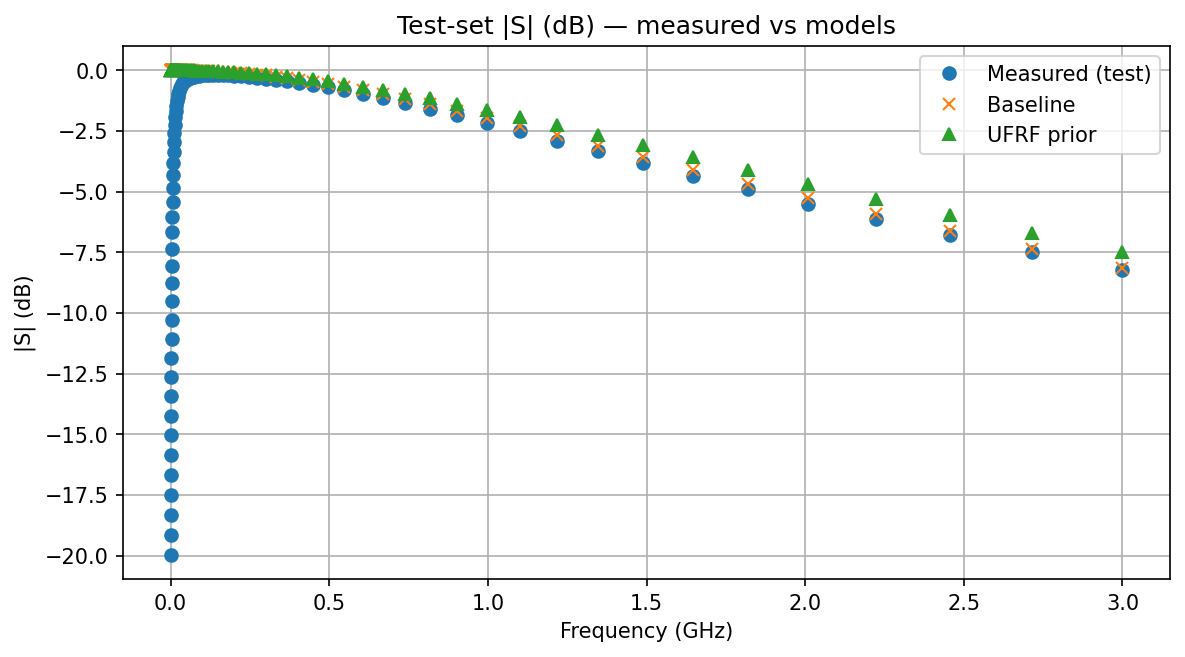 Test-set |S| (dB) — measured vs models
Measured (test)
Baseline
UFRF prior
|S| (dB)
0.0
−2.5
−5.0
−7.5
−10.0
−12.5
−15.0
−17.5
−20.0
0.0 0.5 1.0 1.5 2.0 2.5 3.0
Frequency (GHz)